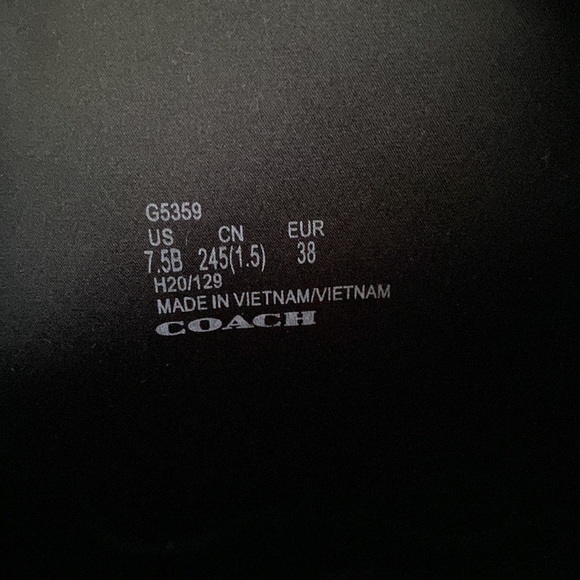 G5359
US CN EUR
7.5B 245(1.5) 38
H20/129
MADE IN VIETNAM/VIETNAM
COACH